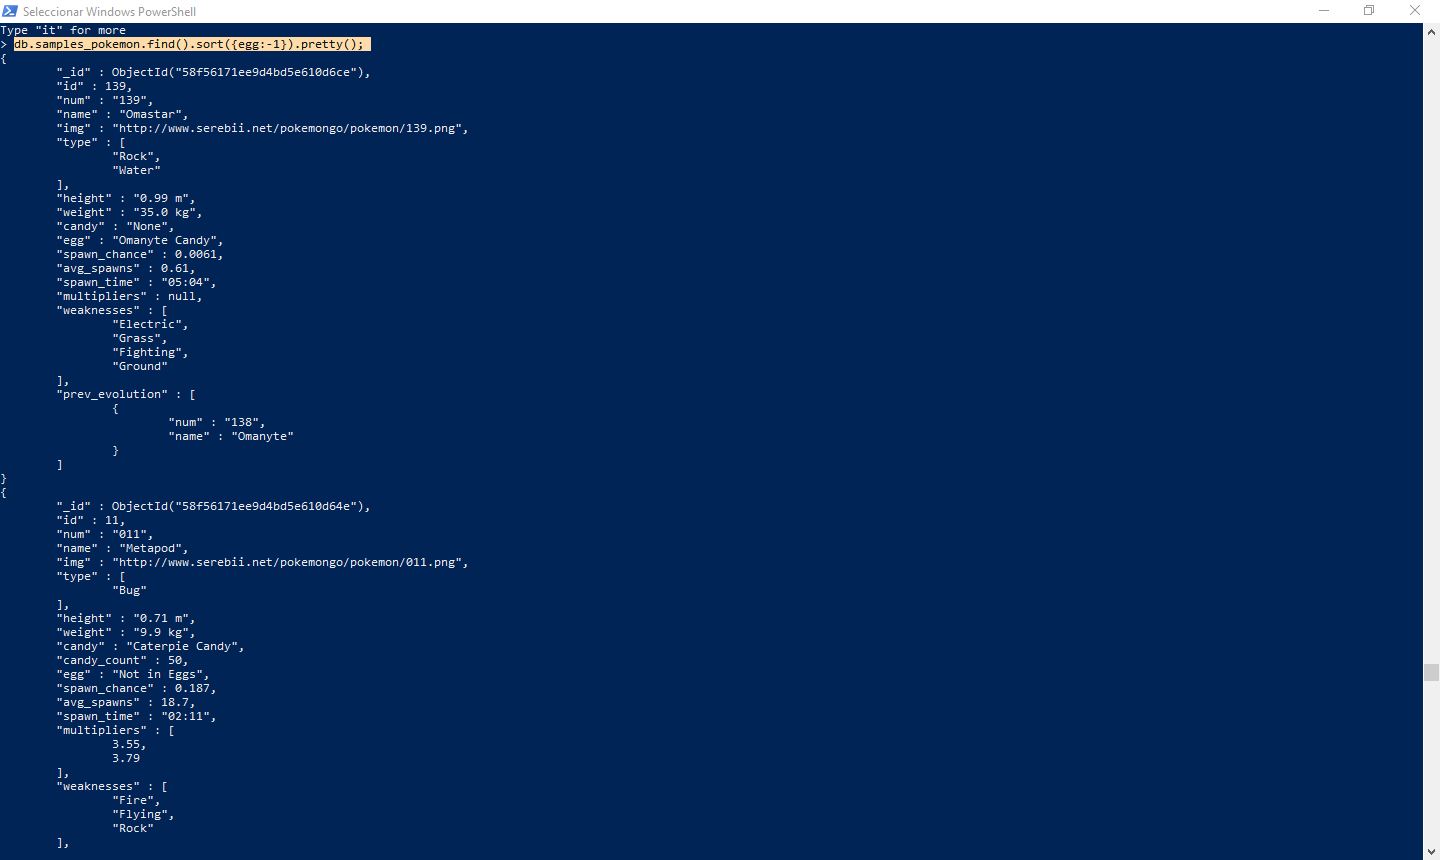 Seleccionar Windows PowerShell
Type "it" for more
> db.samples_pokemon.find().sort({egg:-1}).pretty();
{
        "_id" : ObjectId("58f56171ee9d4bd5e610d6ce"),
        "id" : 139,
        "num" : "139",
        "name" : "Omastar",
        "img" : "http://www.serebii.net/pokemongo/pokemon/139.png",
        "type" : [
                "Rock",
                "Water"
        ],
        "height" : "0.99 m",
        "weight" : "35.0 kg",
        "candy" : "None",
        "egg" : "Omanyte Candy",
        "spawn_chance" : 0.0061,
        "avg_spawns" : 0.61,
        "spawn_time" : "05:04",
        "multipliers" : null,
        "weaknesses" : [
                "Electric",
                "Grass",
                "Fighting",
                "Ground"
        ],
        "prev_evolution" : [
                {
                        "num" : "138",
                        "name" : "Omanyte"
                }
        ]
}
{
        "_id" : ObjectId("58f56171ee9d4bd5e610d64e"),
        "id" : 11,
        "num" : "011",
        "name" : "Metapod",
        "img" : "http://www.serebii.net/pokemongo/pokemon/011.png",
        "type" : [
                "Bug"
        ],
        "height" : "0.71 m",
        "weight" : "9.9 kg",
        "candy" : "Caterpie Candy",
        "candy_count" : 50,
        "egg" : "Not in Eggs",
        "spawn_chance" : 0.187,
        "avg_spawns" : 18.7,
        "spawn_time" : "02:11",
        "multipliers" : [
                3.55,
                3.79
        ],
        "weaknesses" : [
                "Fire",
                "Flying",
                "Rock"
        ],